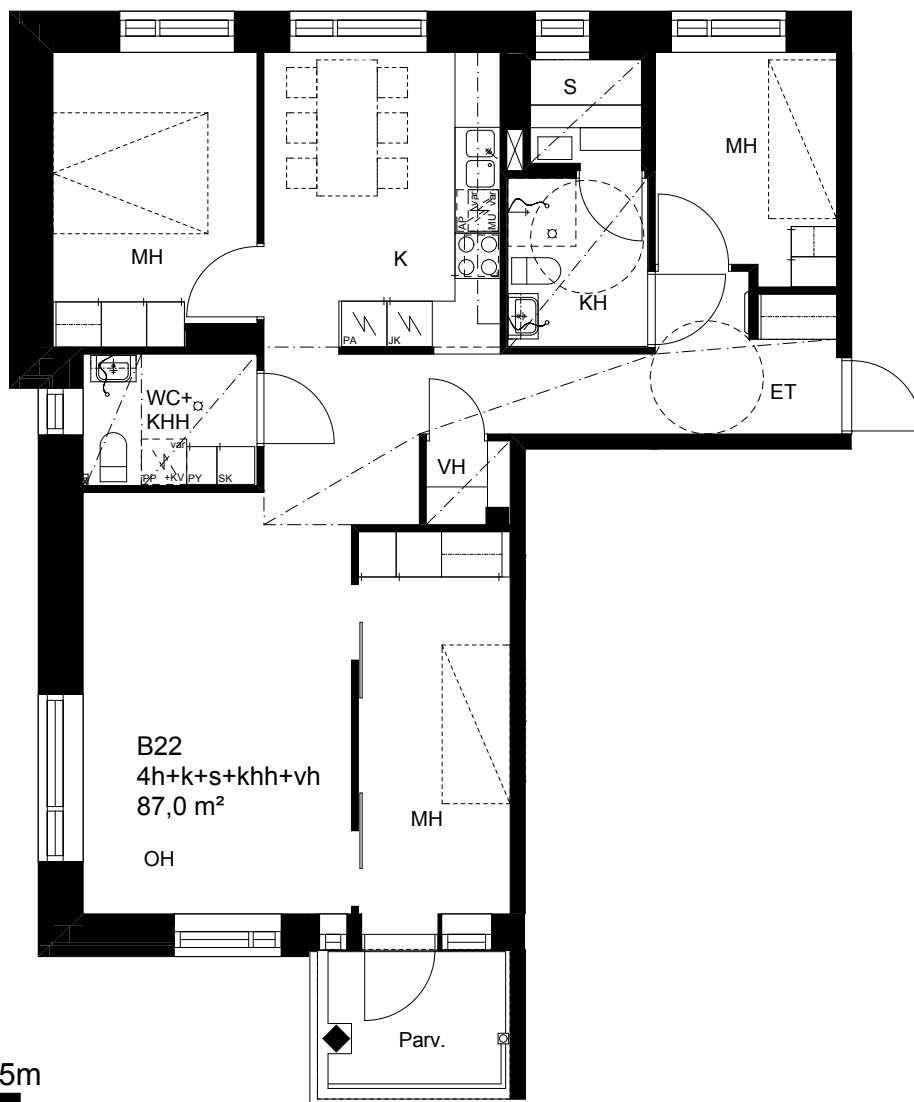 S
MH
MH
K
AP
var
MU
var
KH
PA
JK
ET
WC+
KHH
var
PP
+KV
PY
SK
VH
B22
4h+k+s+khh+vh
87,0 m²
MH
OH
Parv.
5m